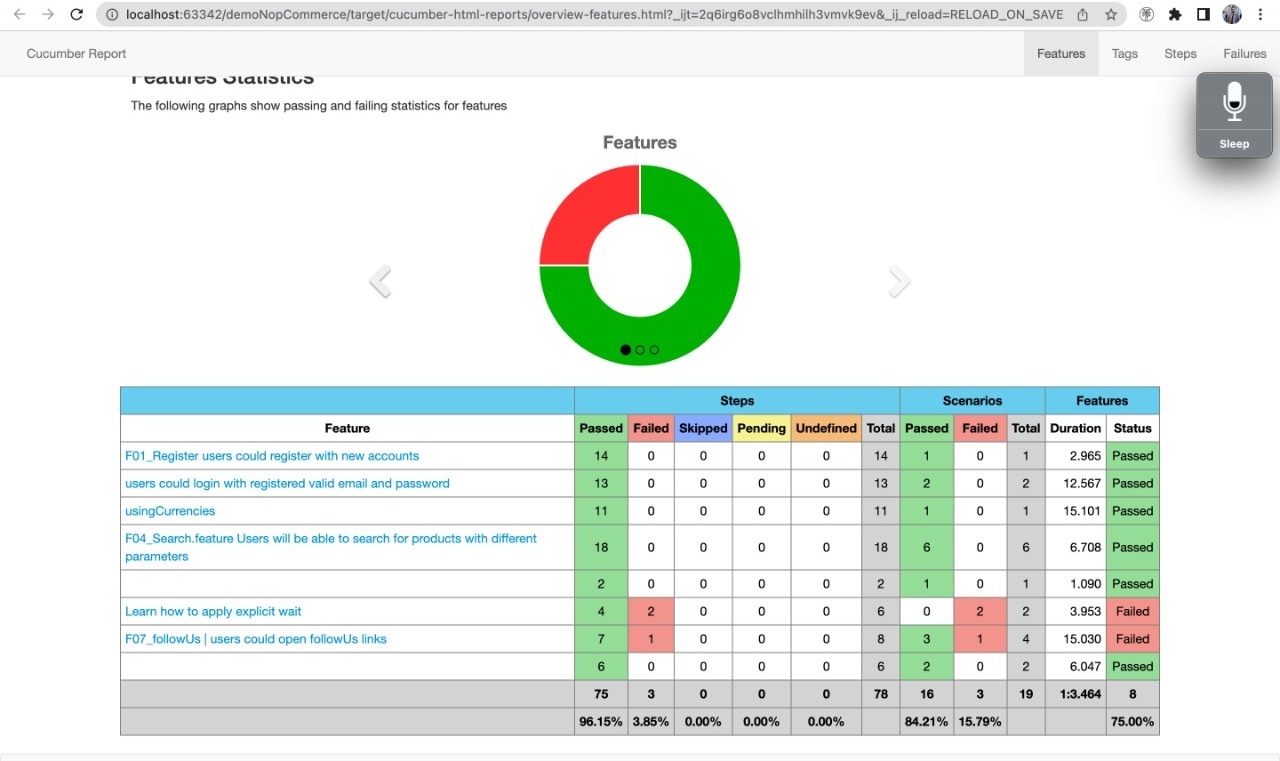 localhost:63342/demoNopCommerce/target/cucumber-html-reports/overview-features.html?_ijt=2q6irg6o8vclhmhilh3vmvk9ev&_ij_reload=RELOAD_ON_SAVE
Cucumber Report Features Tags Steps Failures
Features Statistics
Sleep
The following graphs show passing and failing statistics for features
Features
Steps Scenarios Features
Feature Passed Failed Skipped Pending Undefined Total Passed Failed Total Duration Status
F01_Register users could register with new accounts 14 0 0 0 0 14 1 0 1 2.965 Passed
users could login with registered valid email and password 13 0 0 0 0 13 2 0 2 12.567 Passed
usingCurrencies 11 0 0 0 0 11 1 0 1 15.101 Passed
F04_Search.feature Users will be able to search for products with different
parameters 18 0 0 0 0 18 6 0 6 6.708 Passed
2 0 0 0 0 2 1 0 1 1.090 Passed
Learn how to apply explicit wait 4 2 0 0 0 6 0 2 2 3.953 Failed
F07_followUs | users could open followUs links 7 1 0 0 0 8 3 1 4 15.030 Failed
6 0 0 0 0 6 2 0 2 6.047 Passed
75 3 0 0 0 78 16 3 19 1:3.464 8
96.15% 3.85% 0.00% 0.00% 0.00% 84.21% 15.79% 75.00%